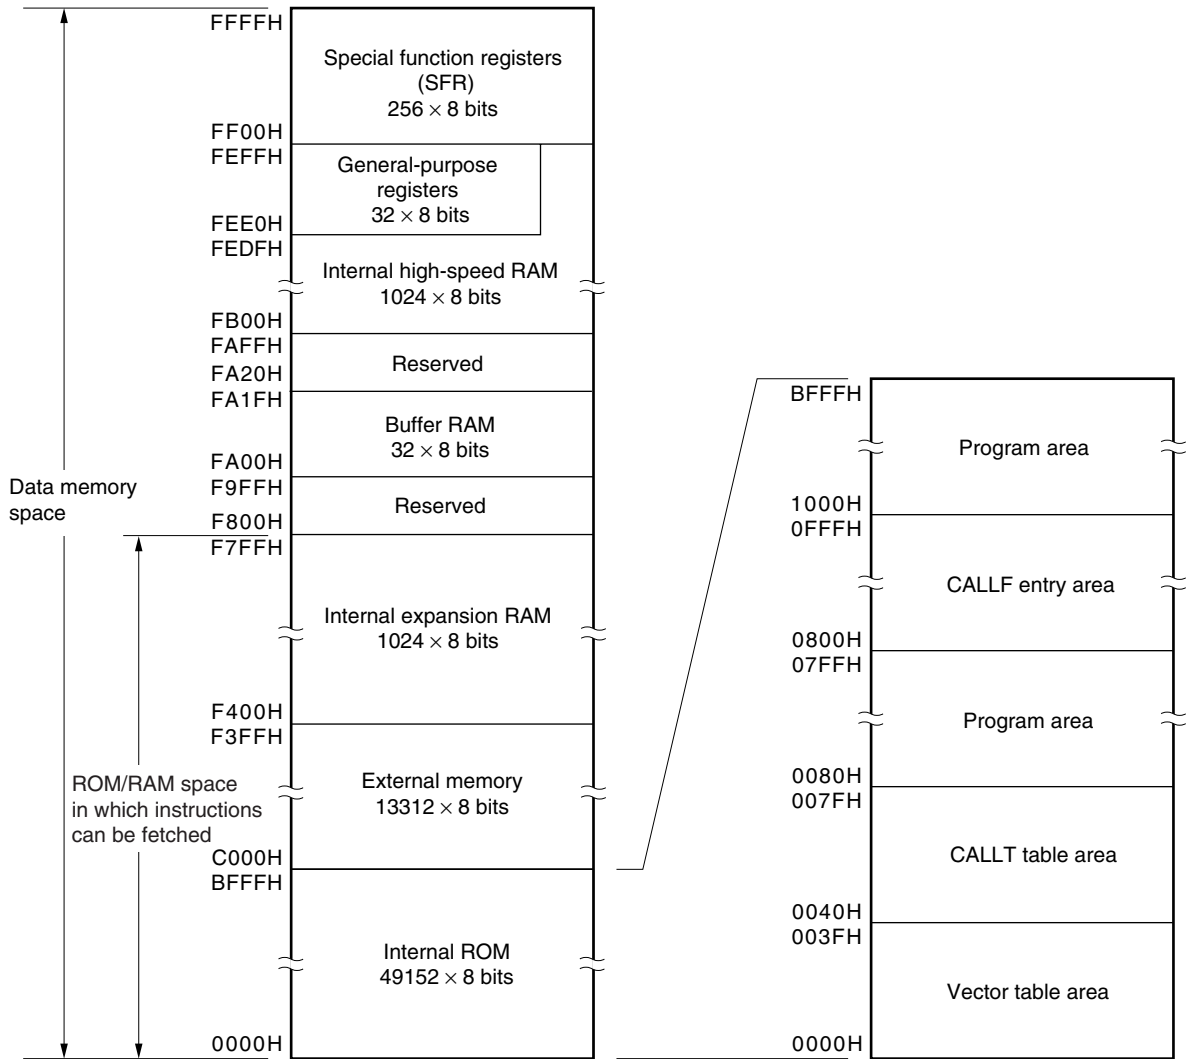 FFFFH
Special function registers
(SFR)
256 × 8 bits
FF00H
FEFFH
General-purpose
registers
32 × 8 bits
FEE0H
FEDFH
Internal high-speed RAM
1024 × 8 bits
FB00H
FAFFH
Reserved
FA20H
FA1FH
Buffer RAM
32 × 8 bits
FA00H
F9FFH
Reserved
F800H
F7FFH
Data memory
space
Internal expansion RAM
1024 × 8 bits
F400H
F3FFH
External memory
13312 × 8 bits
ROM/RAM space
in which instructions
can be fetched
C000H
BFFFH
Internal ROM
49152 × 8 bits
0000H
BFFFH
Program area
1000H
0FFFH
CALLF entry area
0800H
07FFH
Program area
0080H
007FH
CALLT table area
0040H
003FH
Vector table area
0000H